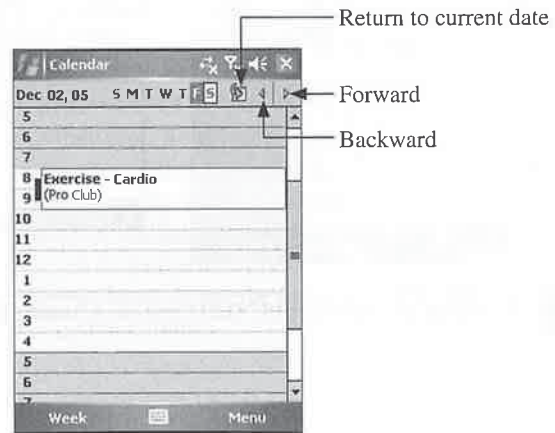 Return to current date
Calendar
Dec 02, 05 S M T W T F S
Forward
Backward
5
6
7
8 Exercise - Cardio
9 (Pro Club)
10
11
12
1
2
3
4
5
6
7
Week Menu